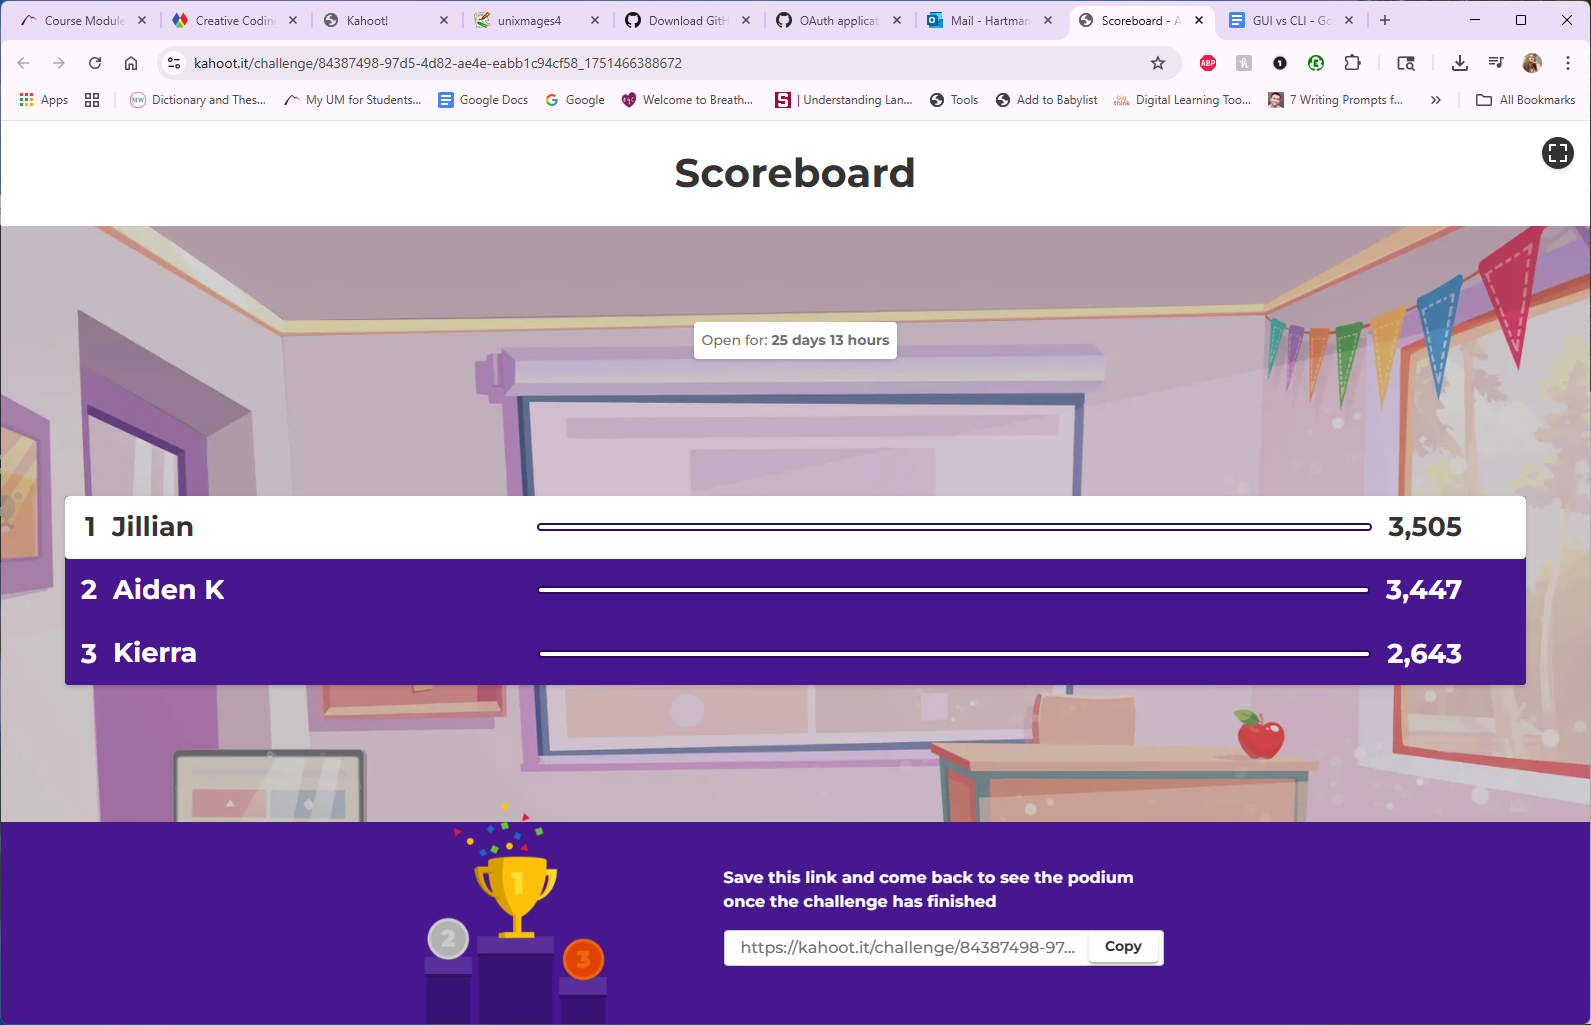 Course Module
Creative Codin
Kahoot!
unixmages4
Download GitH
OAuth applicat
Mail - Hartman
Scoreboard - A
GUI vs CLI - Go
kahoot.it/challenge/84387498-97d5-4d82-ae4e-eabb1c94cf58_1751466388672
ABP
Apps
MW Dictionary and Thes...
My UM for Students...
Google Docs
G Google
Welcome to Breath...
S | Understanding Lan...
Tools
Add to Babylist
big think Digital Learning Too...
7 Writing Prompts f...
»
All Bookmarks
Scoreboard
Open for: 25 days 13 hours
1 Jillian 3,505
2 Aiden K 3,447
3 Kierra 2,643
1
2
3
Save this link and come back to see the podium
once the challenge has finished
https://kahoot.it/challenge/84387498-97... Copy